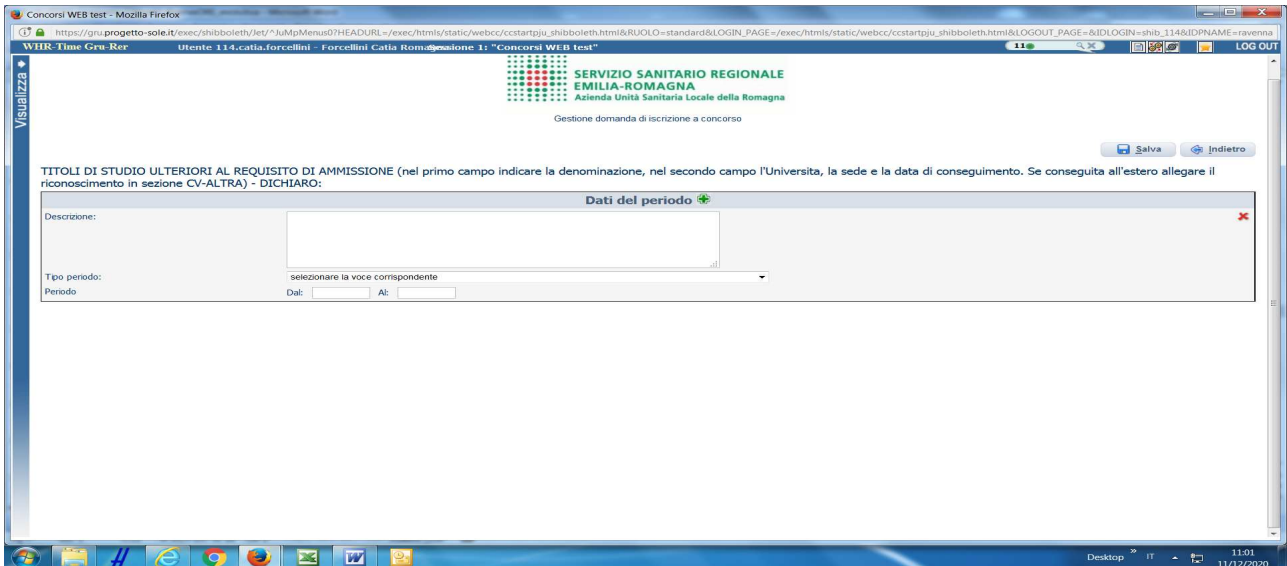 Concorsi WEB test - Mozilla Firefox
https://gru.progetto-sole.it/exec/shibboleth/Jet/^JuMpMenus0?HEADURL=/exec/htmls/static/webcc/ccstartpju_shibboleth.html&RUOLO=standard&LOGIN_PAGE=/exec/htmls/static/webcc/ccstartpju_shibboleth.html&LOGOUT_PAGE=&IDLOGIN=shib_114&IDPNAME=ravenna
WHR-Time Gru-Rer Utente 114.catia.forcellini - Forcellini Catia Sessione 1: "Concorsi WEB test" 11 LOG OUT
Visualizza
SERVIZIO SANITARIO REGIONALE
EMILIA-ROMAGNA
Azienda Unità Sanitaria Locale della Romagna
Gestione domanda di iscrizione a concorso
Salva Indietro
TITOLI DI STUDIO ULTERIORI AL REQUISITO DI AMMISSIONE (nel primo campo indicare la denominazione, nel secondo campo l'Universita, la sede e la data di conseguimento. Se conseguita all'estero allegare il
riconoscimento in sezione CV-ALTRA) - DICHIARO:
Dati del periodo
Descrizione:
Tipo periodo: selezionare la voce corrispondente
Periodo Dal: Al:
Desktop » IT 11:01
11/12/2020